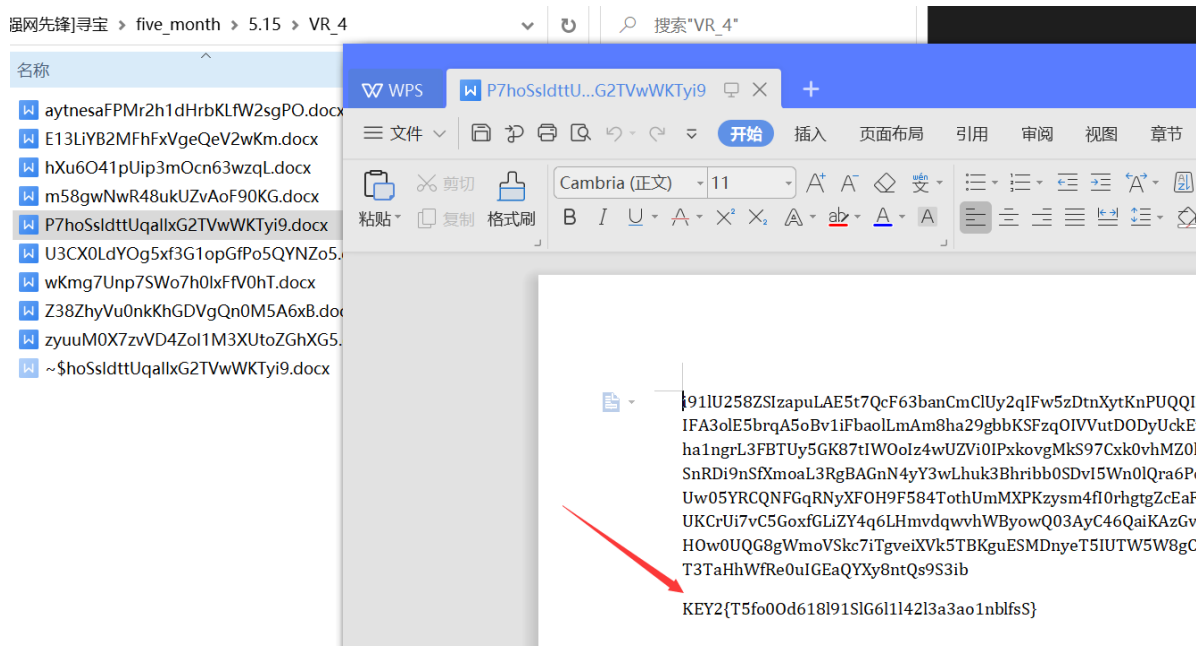 强网先锋]寻宝 > five_month > 5.15 > VR_4
搜索"VR_4"
名称
aytnesaFPMr2h1dHrbKLfW2sgPO.docx
E13LiYB2MFhFxVgeQeV2wKm.docx
hXu6O41pUip3mOcn63wzqL.docx
m58gwNwR48ukUZvAoF90KG.docx
P7hoSsldttUqallxG2TVwWKTyi9.docx
U3CX0LdYOg5xf3G1opGfPo5QYNZo5.
wKmg7Unp7SWo7h0lxFfV0hT.docx
Z38ZhyVu0nkKhGDVgQn0M5A6xB.doc
zyuuM0X7zvVD4ZoI1M3XUtoZGhXG5.
~$hoSsldttUqallxG2TVwWKTyi9.docx
WPS
P7hoSsldttU...G2TVwWKTyi9
文件
开始 插入 页面布局 引用 审阅 视图 章节
粘贴 剪切 复制 格式刷
Cambria (正文) 11
i91lU258ZSIzapuLAE5t7QcF63banCmClUy2qIFw5zDtnXytKnPUQQI
IFA3olE5brqA5oBv1iFbaolLmAm8ha29gbbKSFzqOIVVutDODyUckE
ha1ngrL3FBTUy5GK87tIWOoIz4wUZVi0IPxkovgMkS97Cxk0vhMZ0
SnRDi9nSfXmoaL3RgBAGnN4yY3wLhuk3Bhribb0SDvI5Wn0lQra6P
Uw05YRCQNFGqRNyXFOH9F584TothUmMXPKzysm4fI0rhgtgZcEaF
UKCrUi7vC5GoxfGLiZY4q6LHmvdqwvhWByowQ03AyC46QaiKAzGv
HOw0UQG8gWmoVSkc7iTgveiXVk5TBKguESMDnyeT5IUTW5W8gC
T3TaHhWfRe0uIGEaQYXy8ntQs9S3ib
KEY2{T5fo0Od618l91SlG6l1l42l3a3ao1nblfsS}